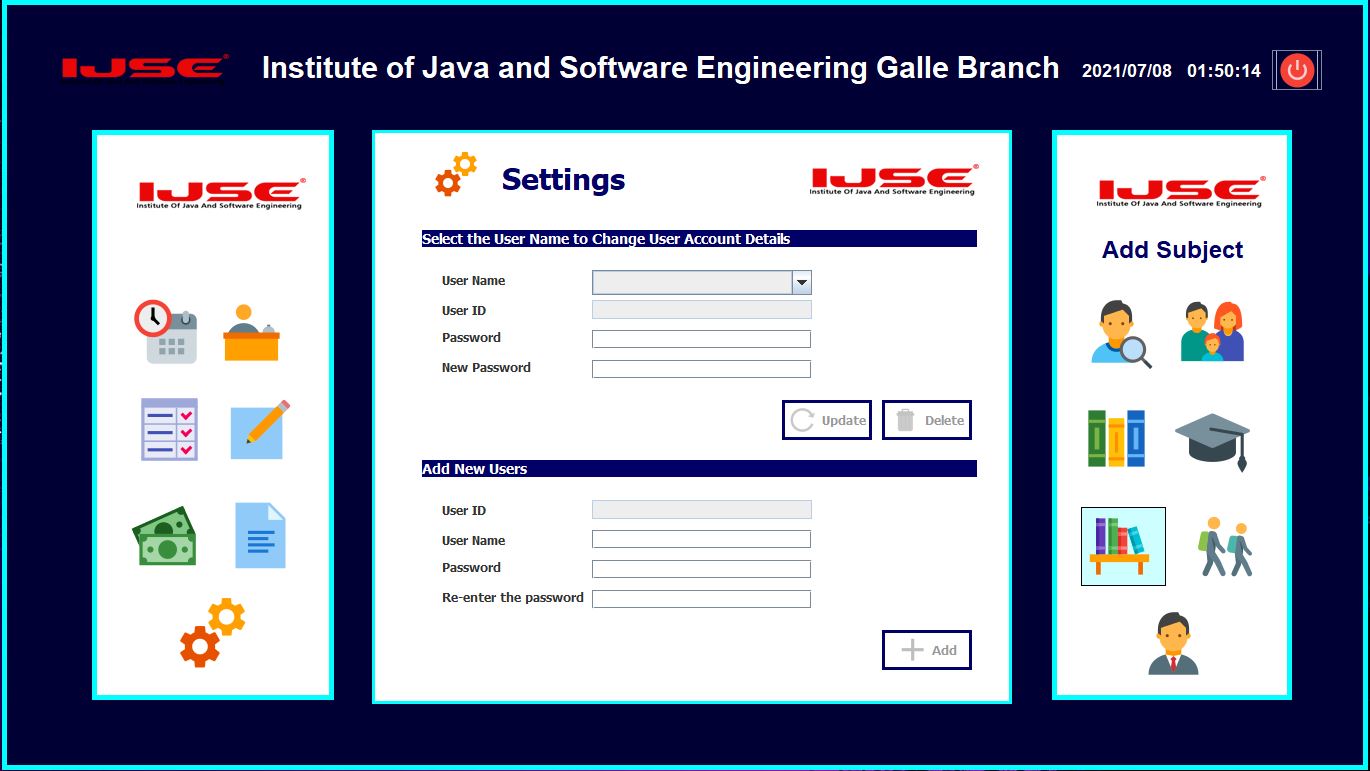 IJSE®
Institute of Java and Software Engineering Galle Branch
2021/07/08 01:50:14
IJSE®
Institute Of Java And Software Engineering
Settings
IJSE®
Institute Of Java And Software Engineering
Select the User Name to Change User Account Details
User Name
User ID
Password
New Password
Update
Delete
Add New Users
User ID
User Name
Password
Re-enter the password
Add
IJSE®
Institute Of Java And Software Engineering
Add Subject